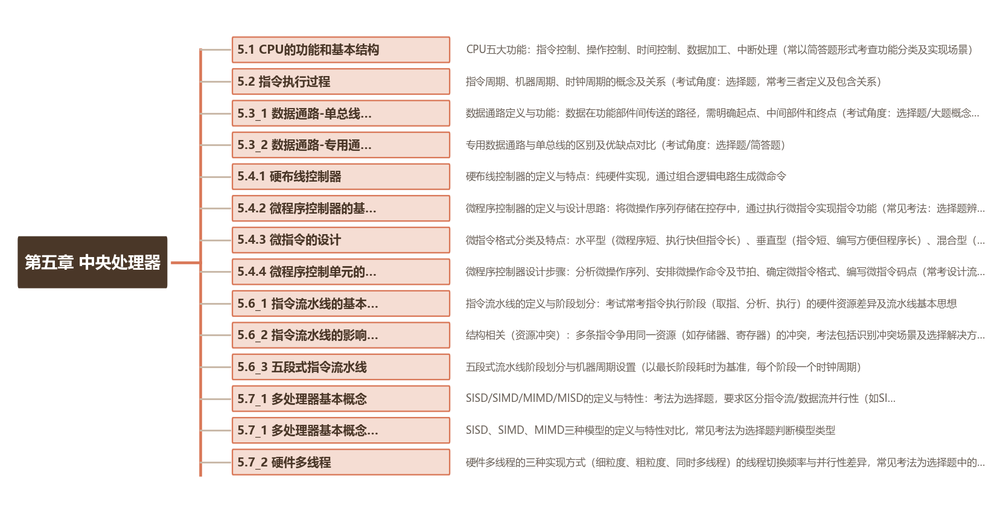 第五章 中央处理器
5.1 CPU的功能和基本结构
CPU五大功能：指令控制、操作控制、时间控制、数据加工、中断处理（常以简答题形式考查功能分类及实现场景）
5.2 指令执行过程
指令周期、机器周期、时钟周期的概念及关系（考试角度：选择题，常考三者定义及包含关系）
5.3_1 数据通路-单总线...
数据通路定义与功能：数据在功能部件间传送的路径，需明确起点、中间部件和终点（考试角度：选择题/大题概念...
5.3_2 数据通路-专用通...
专用数据通路与单总线的区别及优缺点对比（考试角度：选择题/简答题）
5.4.1 硬布线控制器
硬布线控制器的定义与特点：纯硬件实现，通过组合逻辑电路生成微命令
5.4.2 微程序控制器的基...
微程序控制器的定义与设计思路：将微操作序列存储在控存中，通过执行微指令实现指令功能（常见考法：选择题辨...
5.4.3 微指令的设计
微指令格式分类及特点：水平型（微程序短、执行快但指令长）、垂直型（指令短、编写方便但程序长）、混合型（...
5.4.4 微程序控制单元的...
微程序控制器设计步骤：分析微操作序列、安排微操作命令及节拍、确定微指令格式、编写微指令码点（常考设计流...
5.6_1 指令流水线的基本...
指令流水线的定义与阶段划分：考试常考指令执行阶段（取指、分析、执行）的硬件资源差异及流水线基本思想
5.6_2 指令流水线的影响...
结构相关（资源冲突）：多条指令争用同一资源（如存储器、寄存器）的冲突，考法包括识别冲突场景及选择解决方...
5.6_3 五段式指令流水线
五段式流水线阶段划分与机器周期设置（以最长阶段耗时为基准，每个阶段一个时钟周期）
5.7_1 多处理器基本概念
SISD/SIMD/MIMD/MISD的定义与特性：考法为选择题，要求区分指令流/数据流并行性（如SI...
5.7_1 多处理器基本概念...
SISD、SIMD、MIMD三种模型的定义与特性对比，常见考法为选择题判断模型类型
5.7_2 硬件多线程
硬件多线程的三种实现方式（细粒度、粗粒度、同时多线程）的线程切换频率与并行性差异，常见考法为选择题中的...